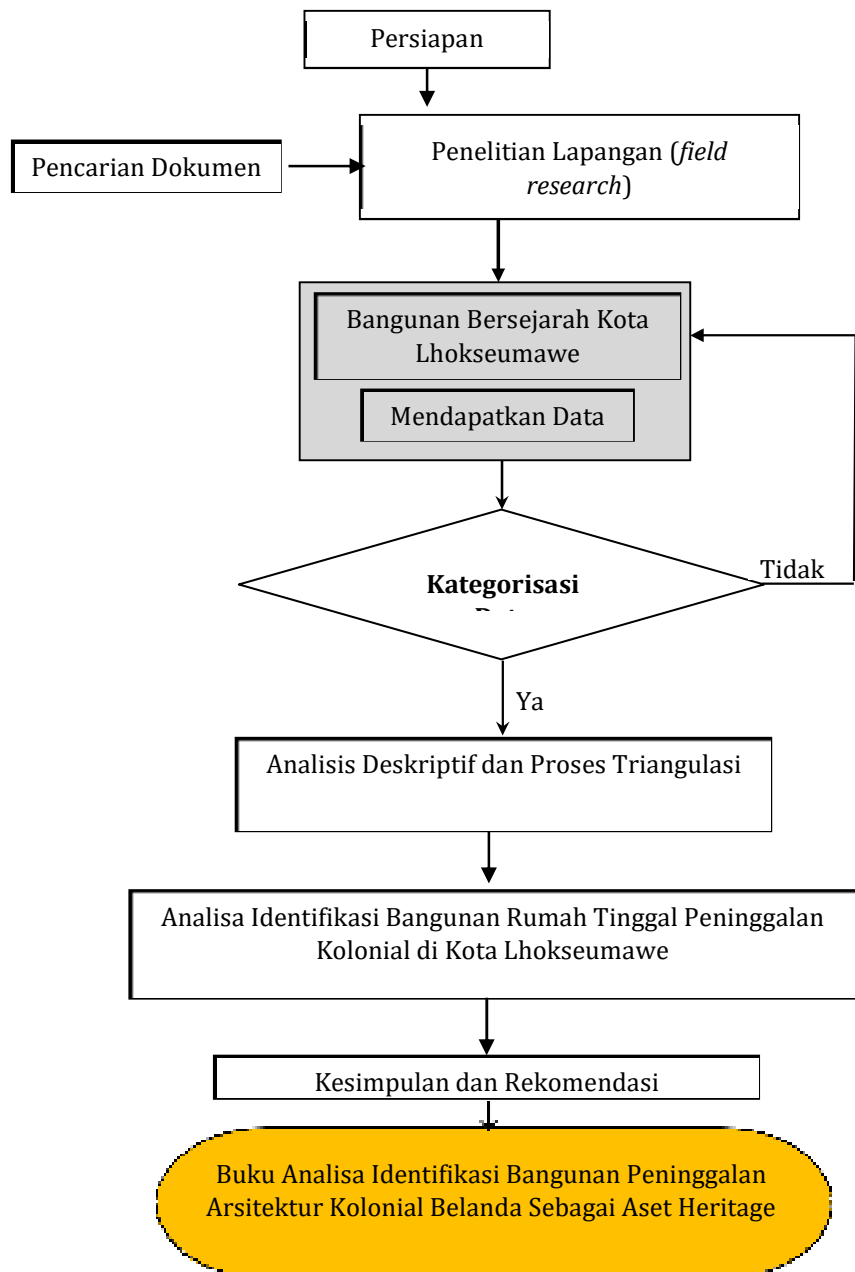 Persiapan
Pencarian Dokumen
Penelitian Lapangan (field
research)
Bangunan Bersejarah Kota
Lhokseumawe
Mendapatkan Data
Kategorisasi
Tidak
Ya
Analisis Deskriptif dan Proses Triangulasi
Analisa Identifikasi Bangunan Rumah Tinggal Peninggalan
Kolonial di Kota Lhokseumawe
Kesimpulan dan Rekomendasi
Buku Analisa Identifikasi Bangunan Peninggalan
Arsitektur Kolonial Belanda Sebagai Aset Heritage